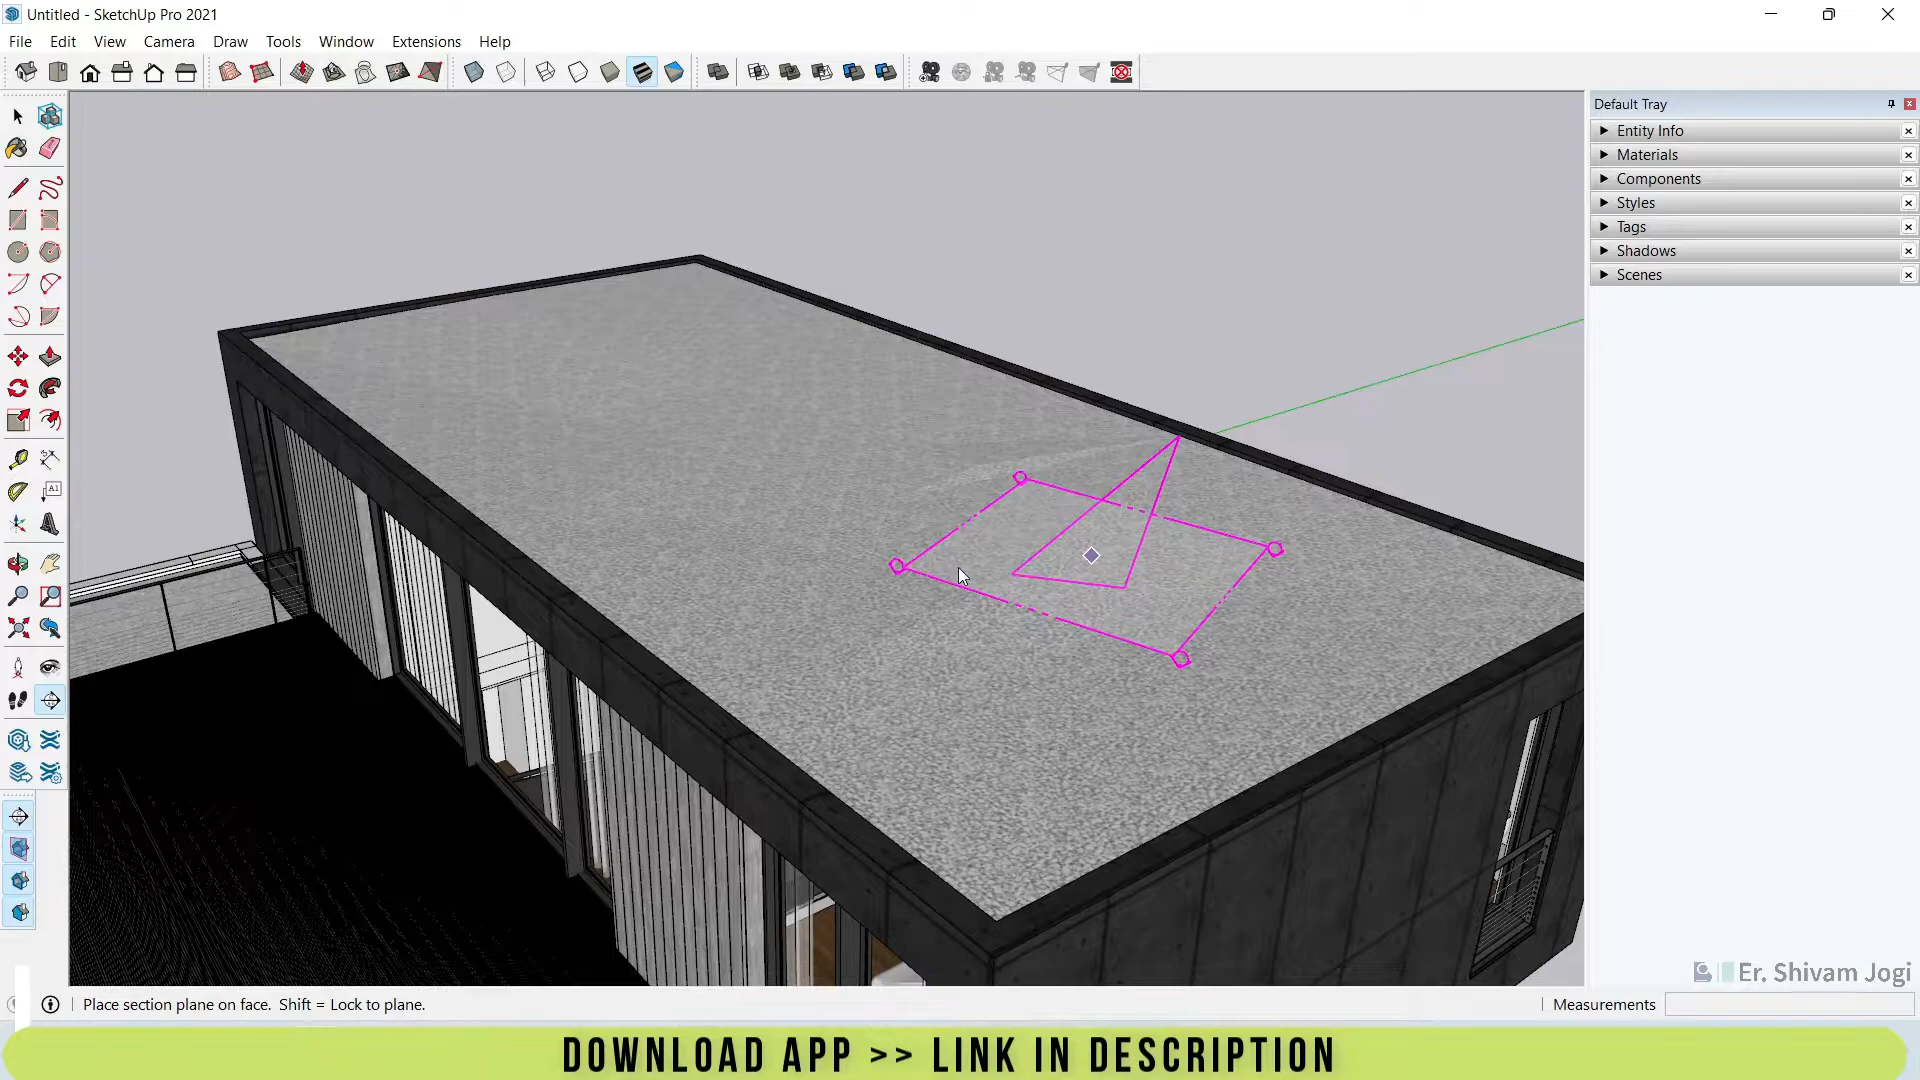 Untitled - SketchUp Pro 2021
File Edit View Camera Draw Tools Window Extensions Help
Default Tray
Entity Info
Materials
Components
Styles
Tags
Shadows
Scenes
A1
Er. Shivam Jogi
Place section plane on face. Shift = Lock to plane.
Measurements
DOWNLOAD APP >> LINK IN DESCRIPTION